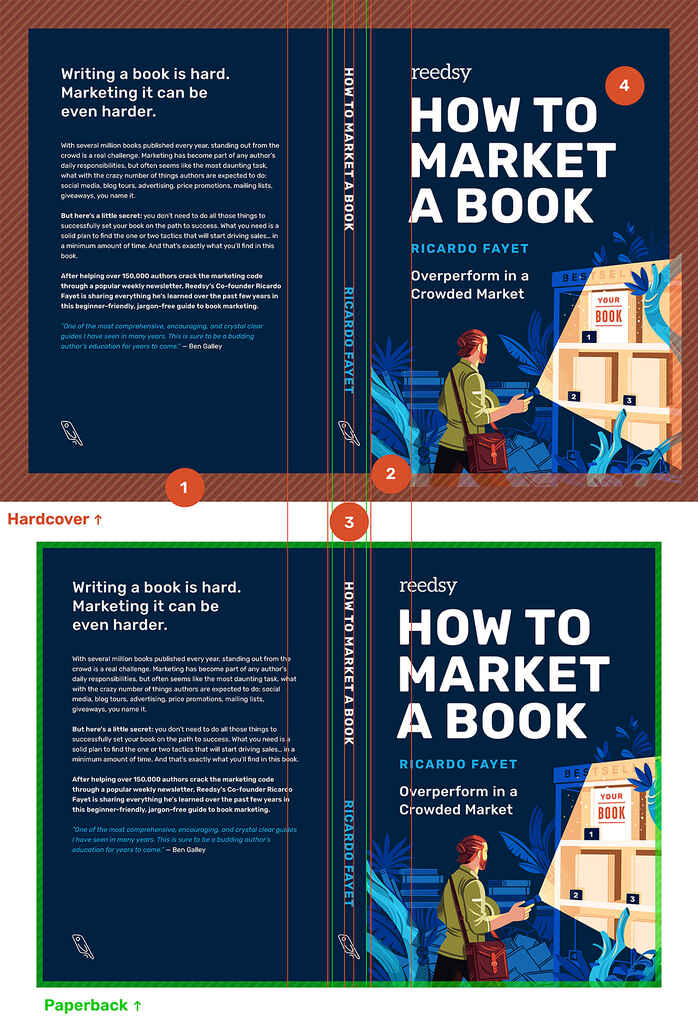 Writing a book is hard.
Marketing it can be
even harder.
With several million books published every year, standing out from the
crowd is a real challenge. Marketing has become part of any author's
daily responsibilities, but often seems like the most daunting task,
what with the crazy number of things authors are expected to do:
social media, blog tours, advertising, price promotions, mailing lists,
giveaways, you name it.
But here's a little secret: you don't need to do all those things to
successfully set your book on the path to success. What you need is a
solid plan to find the one or two tactics that will start driving sales... in
a minimum amount of time. And that's exactly what you'll find in this
book.
After helping over 150,000 authors crack the marketing code
through a popular weekly newsletter, Reedsy's Co-founder Ricardo
Fayet is sharing everything he's learned over the past few years in
this beginner-friendly, jargon-free guide to book marketing.
"One of the most comprehensive, encouraging, and crystal clear
guides I have seen in many years. This is sure to be a budding
author's education for years to come." — Ben Galley
HOW TO MARKET A BOOK
RICARDO FAYET
reedsy
4
HOW TO
MARKET
A BOOK
RICARDO FAYET
Overperform in a
Crowded Market
BESTSELL
YOUR
BOOK
1
2
3
4
1
2
Hardcover ↑
3
Writing a book is hard.
Marketing it can be
even harder.
With several million books published every year, standing out from the
crowd is a real challenge. Marketing has become part of any author's
daily responsibilities, but often seems like the most daunting task, what
with the crazy number of things authors are expected to do: social
media, blog tours, advertising, price promotions, mailing lists,
giveaways, you name it.
But here's a little secret: you don't need to do all those things to
successfully set your book on the path to success. What you need is a
solid plan to find the one or two tactics that will start driving sales... in a
minimum amount of time. And that's exactly what you'll find in this book.
After helping over 150,000 authors crack the marketing code
through a popular weekly newsletter, Reedsy's Co-founder Ricardo
Fayet is sharing everything he's learned over the past few years in
this beginner-friendly, jargon-free guide to book marketing.
"One of the most comprehensive, encouraging, and crystal clear guides
I have seen in many years. This is sure to be a budding author's
education for years to come." — Ben Galley
HOW TO MARKET A BOOK
RICARDO FAYET
reedsy
HOW TO
MARKET
A BOOK
RICARDO FAYET
Overperform in a
Crowded Market
BESTSELL
YOUR
BOOK
1
2
3
4
Paperback ↑